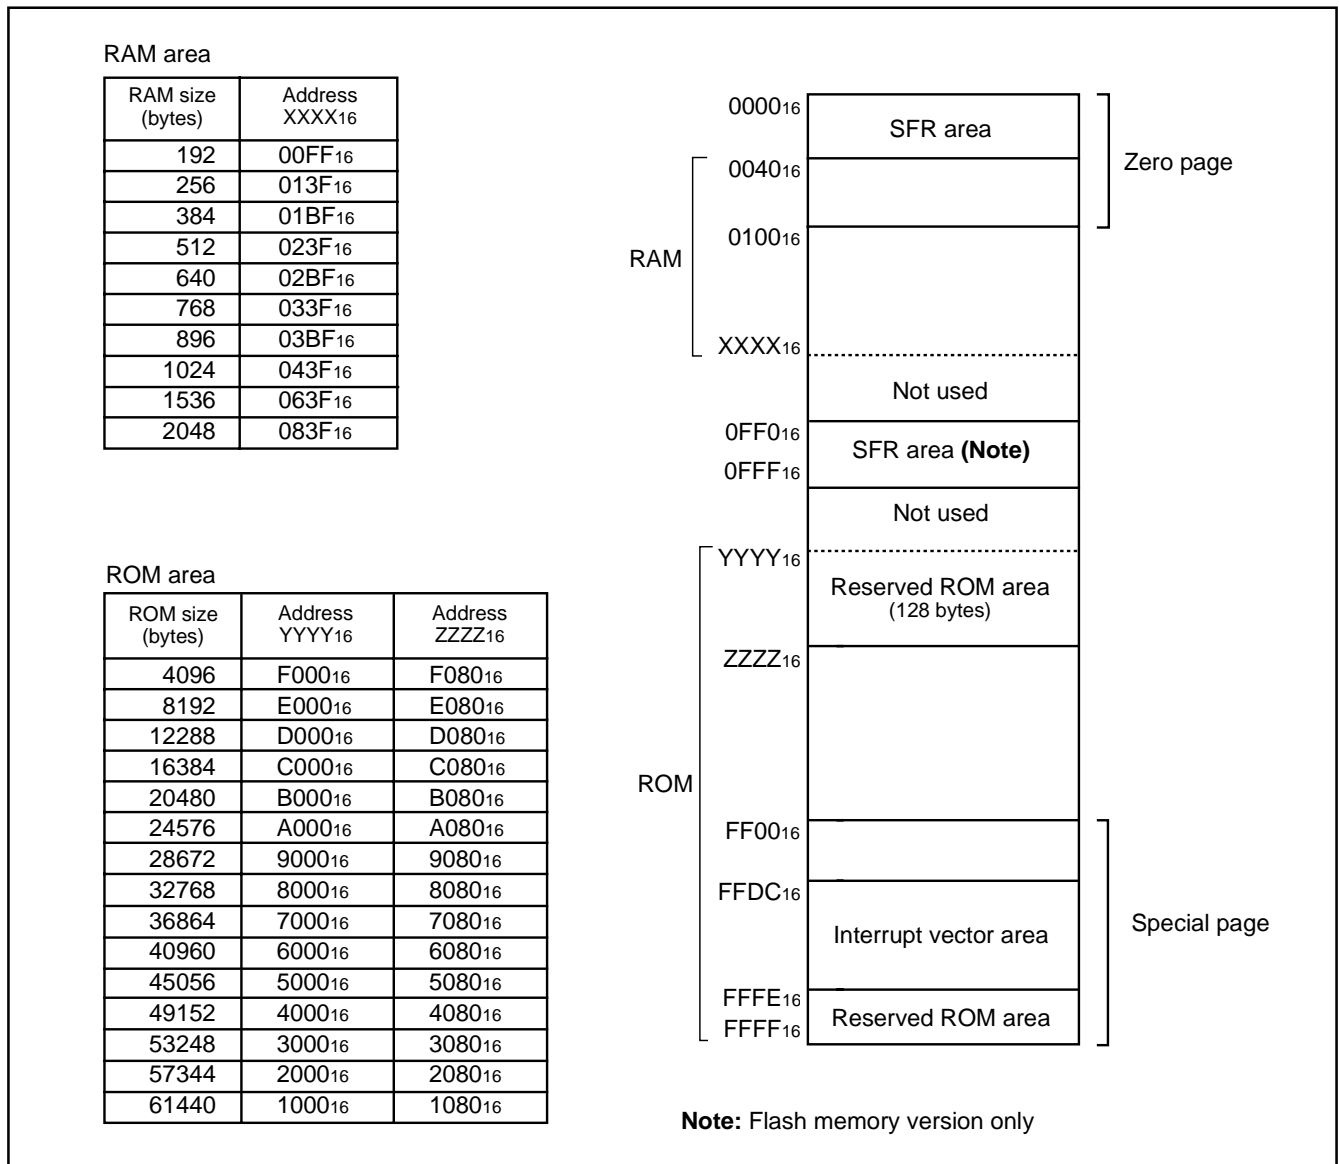 RAM area
RAM size
(bytes)
Address
XXXX16
192 00FF16
256 013F16
384 01BF16
512 023F16
640 02BF16
768 033F16
896 03BF16
1024 043F16
1536 063F16
2048 083F16
ROM area
ROM size
(bytes)
Address
YYYY16
Address
ZZZZ16
4096 F00016 F08016
8192 E00016 E08016
12288 D00016 D08016
16384 C00016 C08016
20480 B00016 B08016
24576 A00016 A08016
28672 900016 908016
32768 800016 808016
36864 700016 708016
40960 600016 608016
45056 500016 508016
49152 400016 408016
53248 300016 308016
57344 200016 208016
61440 100016 108016
000016
SFR area
Zero page
004016
010016
RAM
XXXX16
Not used
0FF016
SFR area (Note)
0FFF16
Not used
YYYY16
Reserved ROM area
(128 bytes)
ZZZZ16
ROM
FF0016
FFDC16
Interrupt vector area
Special page
FFFE16
Reserved ROM area
FFFF16
Note: Flash memory version only